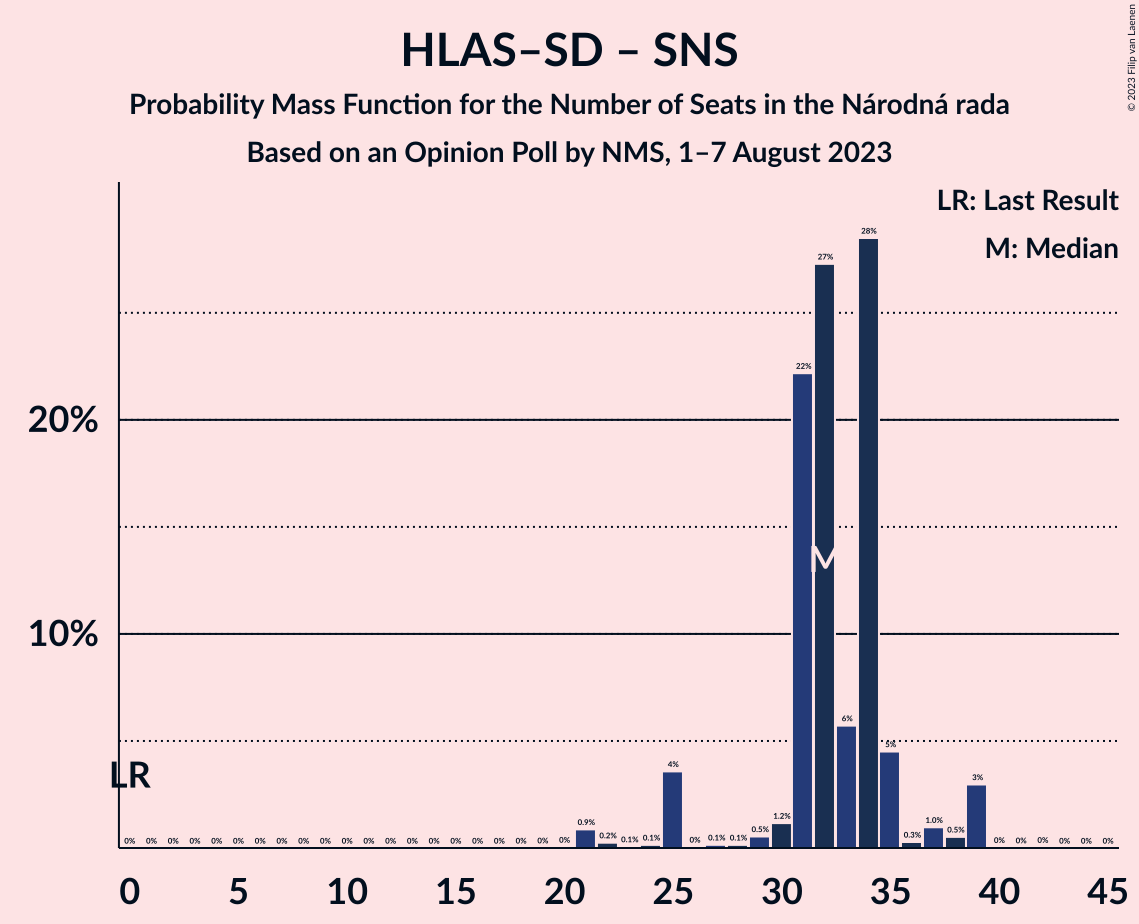 HLAS–SD – SNS
Probability Mass Function for the Number of Seats in the Národná rada
Based on an Opinion Poll by NMS, 1–7 August 2023
© 2023 Filip van Laenen
LR: Last Result
M: Median
20%
10%
LR
M
0% 0% 0% 0% 0% 0% 0% 0% 0% 0% 0% 0% 0% 0% 0% 0% 0% 0% 0% 0% 0% 0.9% 0.2% 0.1% 0.1% 4% 0% 0.1% 0.1% 0.5% 1.2% 22% 27% 6% 28% 5% 0.3% 1.0% 0.5% 3% 0% 0% 0% 0% 0% 0%
0 5 10 15 20 25 30 35 40 45